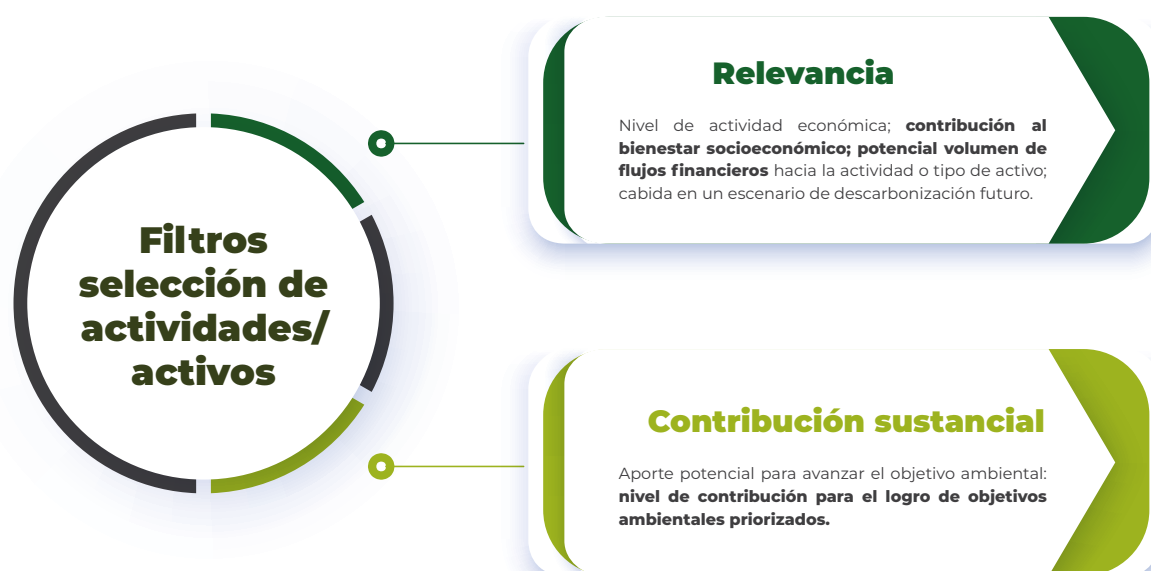 Filtros
selección de
actividades/
activos
Relevancia
Nivel de actividad económica; contribución al
bienestar socioeconómico; potencial volumen de
flujos financieros hacia la actividad o tipo de activo;
cabida en un escenario de descarbonización futuro.
Contribución sustancial
Aporte potencial para avanzar el objetivo ambiental:
nivel de contribución para el logro de objetivos
ambientales priorizados.